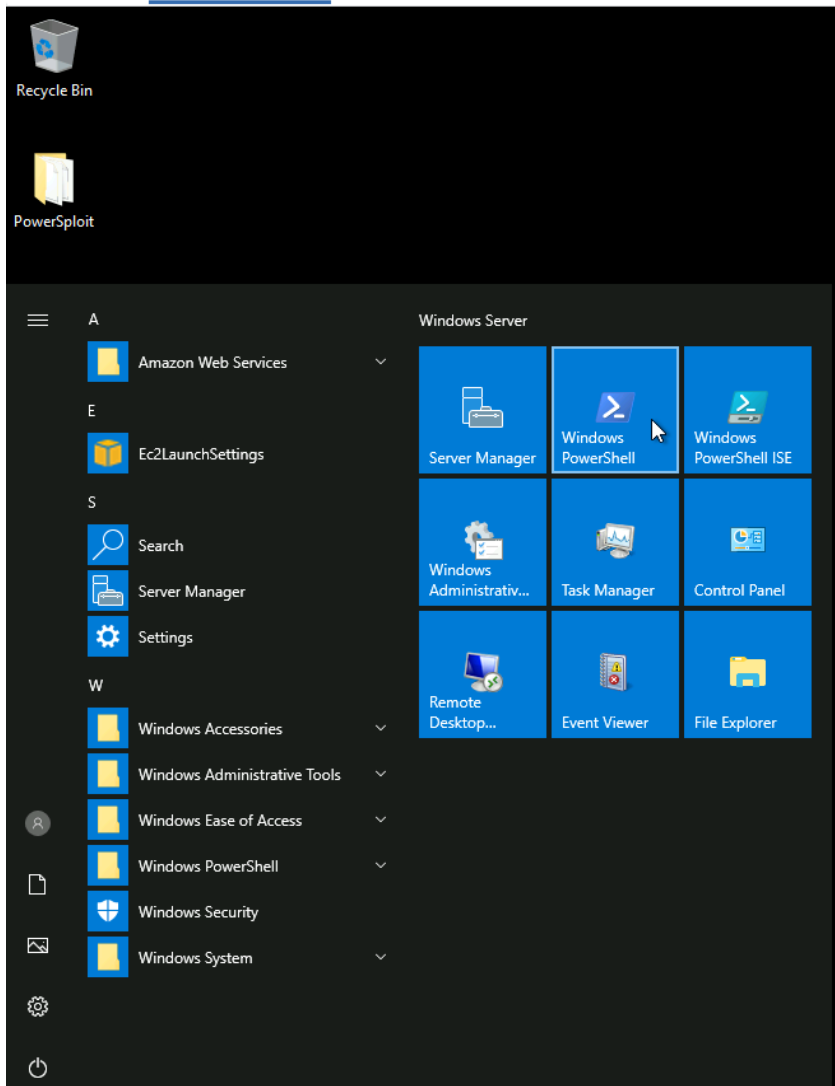 Recycle Bin
PowerSploit
A
Amazon Web Services
E
Ec2LaunchSettings
S
Search
Server Manager
Settings
W
Windows Accessories
Windows Administrative Tools
Windows Ease of Access
Windows PowerShell
Windows Security
Windows System
Windows Server
Server Manager
Windows
PowerShell
Windows
PowerShell ISE
Windows
Administrativ...
Task Manager
Control Panel
Remote
Desktop...
Event Viewer
File Explorer